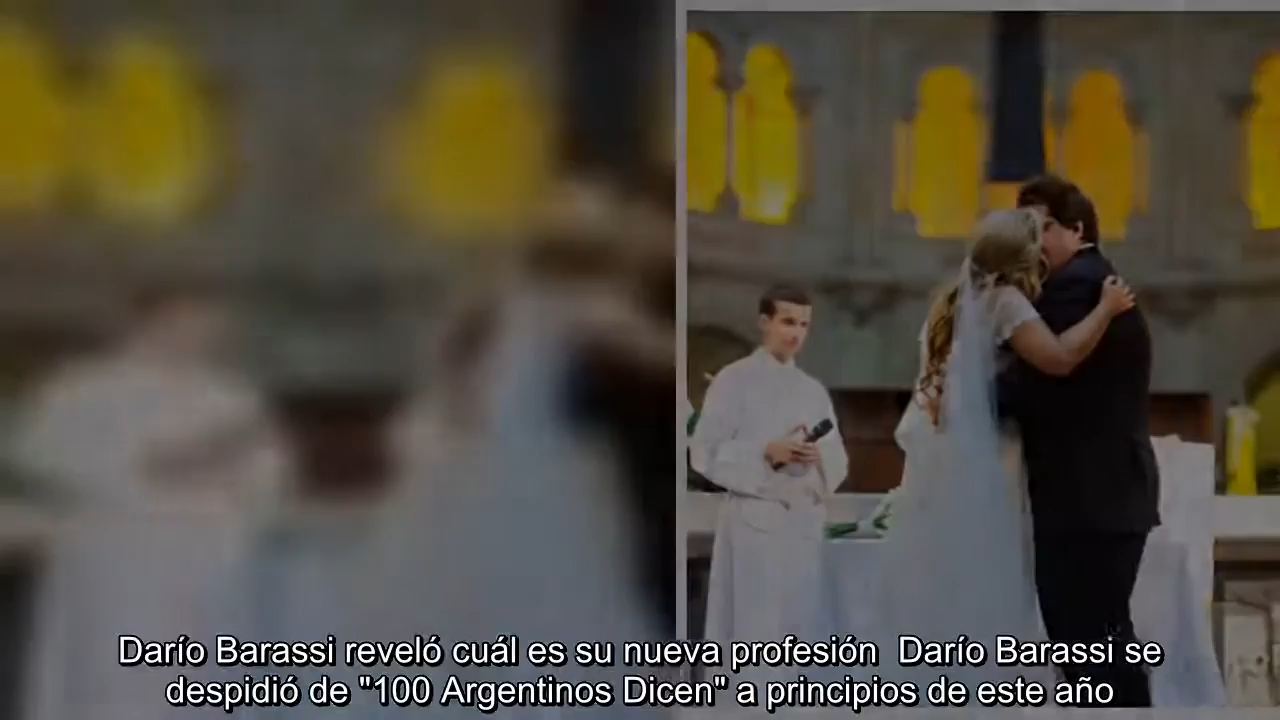 Darío Barassi reveló cuál es su nueva profesión  Darío Barassi se
despidió de "100 Argentinos Dicen" a principios de este año